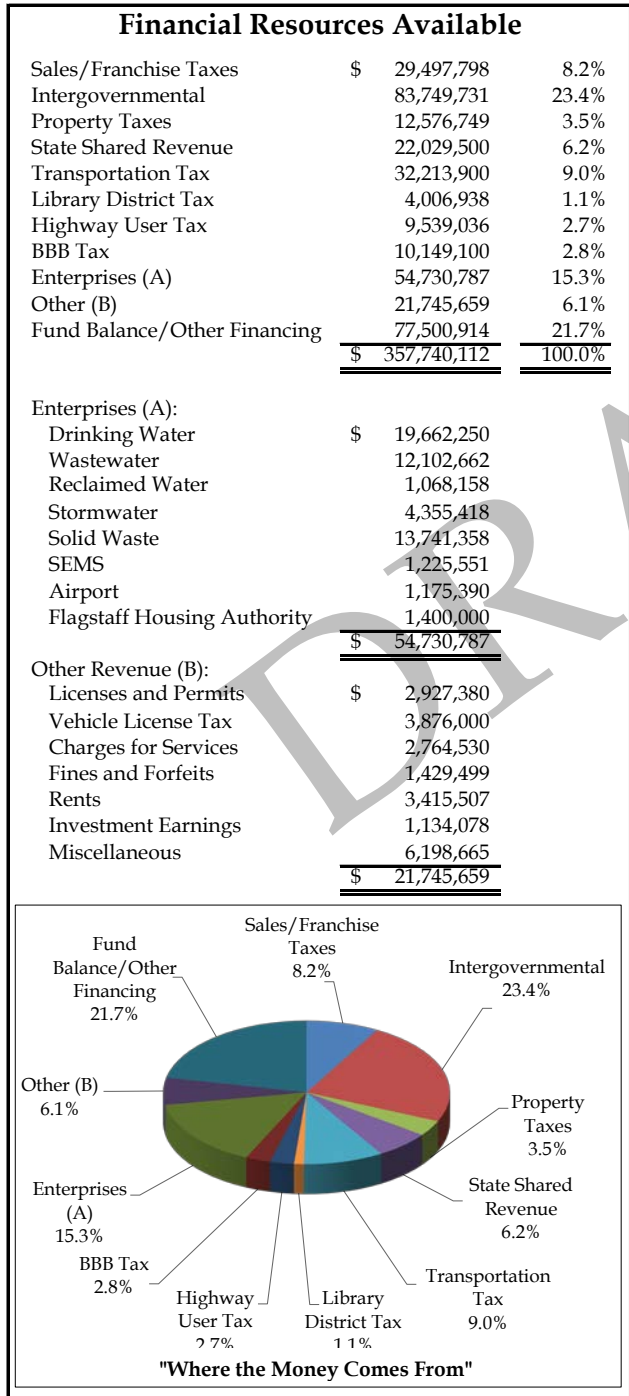 Financial Resources Available
Sales/Franchise Taxes $ 29,497,798 8.2%
Intergovernmental 83,749,731 23.4%
Property Taxes 12,576,749 3.5%
State Shared Revenue 22,029,500 6.2%
Transportation Tax 32,213,900 9.0%
Library District Tax 4,006,938 1.1%
Highway User Tax 9,539,036 2.7%
BBB Tax 10,149,100 2.8%
Enterprises (A) 54,730,787 15.3%
Other (B) 21,745,659 6.1%
Fund Balance/Other Financing 77,500,914 21.7%
$ 357,740,112 100.0%
Enterprises (A):
Drinking Water $ 19,662,250
Wastewater 12,102,662
Reclaimed Water 1,068,158
Stormwater 4,355,418
Solid Waste 13,741,358
SEMS 1,225,551
Airport 1,175,390
Flagstaff Housing Authority 1,400,000
$ 54,730,787
Other Revenue (B):
Licenses and Permits $ 2,927,380
Vehicle License Tax 3,876,000
Charges for Services 2,764,530
Fines and Forfeits 1,429,499
Rents 3,415,507
Investment Earnings 1,134,078
Miscellaneous 6,198,665
$ 21,745,659
DRA
Sales/Franchise
Taxes
8.2%
Intergovernmental
23.4%
Property
Taxes
3.5%
State Shared
Revenue
6.2%
Transportation
Tax
9.0%
Library
District Tax
1.1%
Highway
User Tax
2.7%
BBB Tax
2.8%
Enterprises
(A)
15.3%
Other (B)
6.1%
Fund
Balance/Other
Financing
21.7%
"Where the Money Comes From"